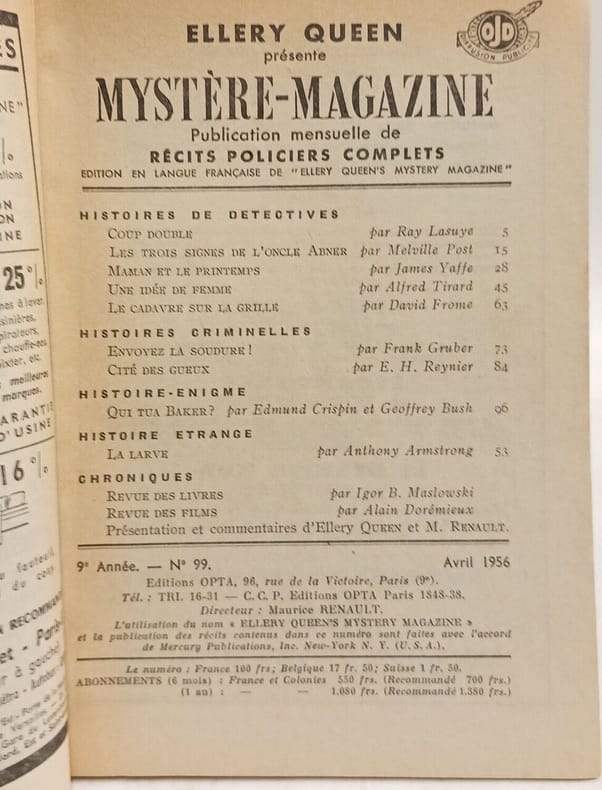 ELLERY QUEEN
présente
MYSTÈRE-MAGAZINE
Publication mensuelle de
RÉCITS POLICIERS COMPLETS
EDITION EN LANGUE FRANÇAISE DE "ELLERY QUEEN'S MYSTERY MAGAZINE"
OJD
DIFFUSION PUBLICITÉ
HISTOIRES DE DETECTIVES
COUP DOUBLE par Ray Lasuye 5
LES TROIS SIGNES DE L'ONCLE ABNER par Melville Post 15
MAMAN ET LE PRINTEMPS par James Yaffe 28
UNE IDÉE DE FEMME par Alfred Tirard 45
LE CADAVRE SUR LA GRILLE par David Frome 63
HISTOIRES CRIMINELLES
ENVOYEZ LA SOUDURE ! par Frank Gruber 73
CITÉ DES GUEUX par E. H. Reynier 84
HISTOIRE-ENIGME
QUI TUA BAKER ? par Edmund Crispin et Geoffrey Bush 96
HISTOIRE ETRANGE
LA LARVE par Anthony Armstrong 53
CHRONIQUES
REVUE DES LIVRES par Igor B. Maslowski
REVUE DES FILMS par Alain Dorémieux
Présentation et commentaires d'Ellery QUEEN et M. RENAULT.
9e Année. — N° 99. Avril 1956
Editions OPTA, 96, rue de la Victoire, Paris (9e).
Tél. : TRI. 16-31 — C. C. P. Editions OPTA Paris 1848-38.
Directeur : Maurice RENAULT.
L'utilisation du nom « ELLERY QUEEN'S MYSTERY MAGAZINE »
et la publication des récits contenus dans ce numéro sont faites avec l'accord
de Mercury Publications, Inc. New-York N. Y. (U. S. A.).
Le numéro : France 100 frs; Belgique 17 fr. 50; Suisse 1 fr. 50.
ABONNEMENTS (6 mois) : France et Colonies 550 frs. (Recommandé 700 frs.)
(1 an) : — — 1.080 frs. (Recommandé 1.380 frs.)
25%
sinières,
chauffe-eau,
etc.
meilleures
marques.
D'USINE
16%